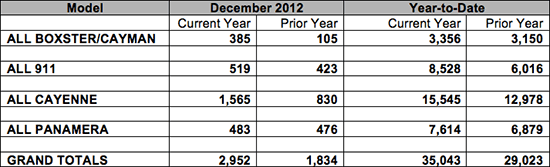 Model December 2012 Year-to-Date
Current Year Prior Year Current Year Prior Year
ALL BOXSTER/CAYMAN 385 105 3,356 3,150
ALL 911 519 423 8,528 6,016
ALL CAYENNE 1,565 830 15,545 12,978
ALL PANAMERA 483 476 7,614 6,879
GRAND TOTALS 2,952 1,834 35,043 29,023